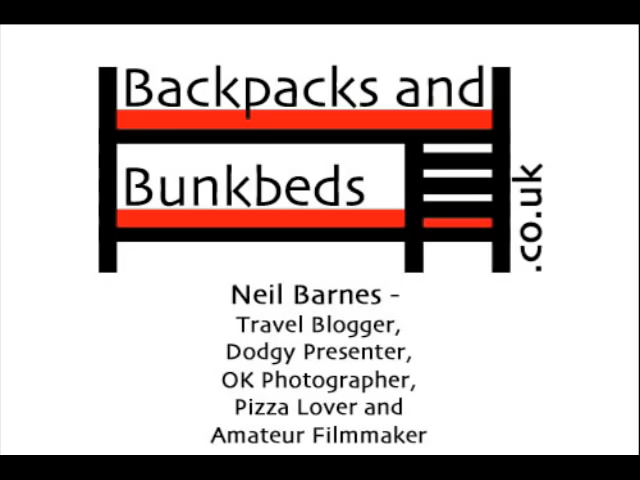 Backpacks and
Bunkbeds
.co.uk
Neil Barnes -
Travel Blogger,
Dodgy Presenter,
OK Photographer,
Pizza Lover and
Amateur Filmmaker